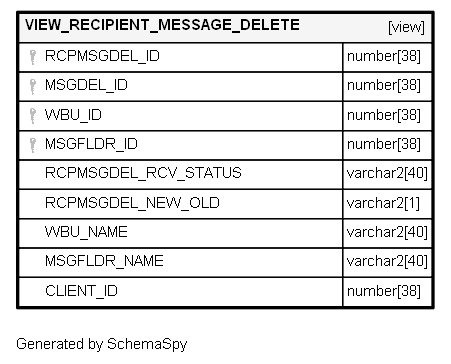 VIEW_RECIPIENT_MESSAGE_DELETE [view]
RCPMSGDEL_ID number[38]
MSGDEL_ID number[38]
WBU_ID number[38]
MSGFLDR_ID number[38]
RCPMSGDEL_RCV_STATUS varchar2[40]
RCPMSGDEL_NEW_OLD varchar2[1]
WBU_NAME varchar2[40]
MSGFLDR_NAME varchar2[40]
CLIENT_ID number[38]
Generated by SchemaSpy